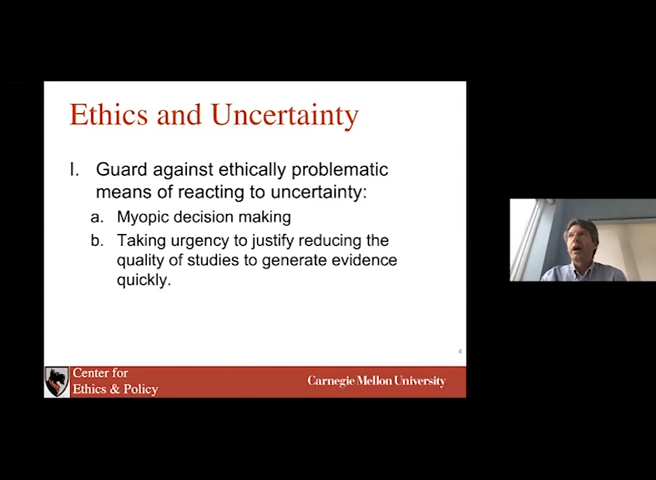 Ethics and Uncertainty
I. Guard against ethically problematic
means of reacting to uncertainty:
a. Myopic decision making
b. Taking urgency to justify reducing the
quality of studies to generate evidence
quickly.
4
Center for
Ethics & Policy
Carnegie Mellon University